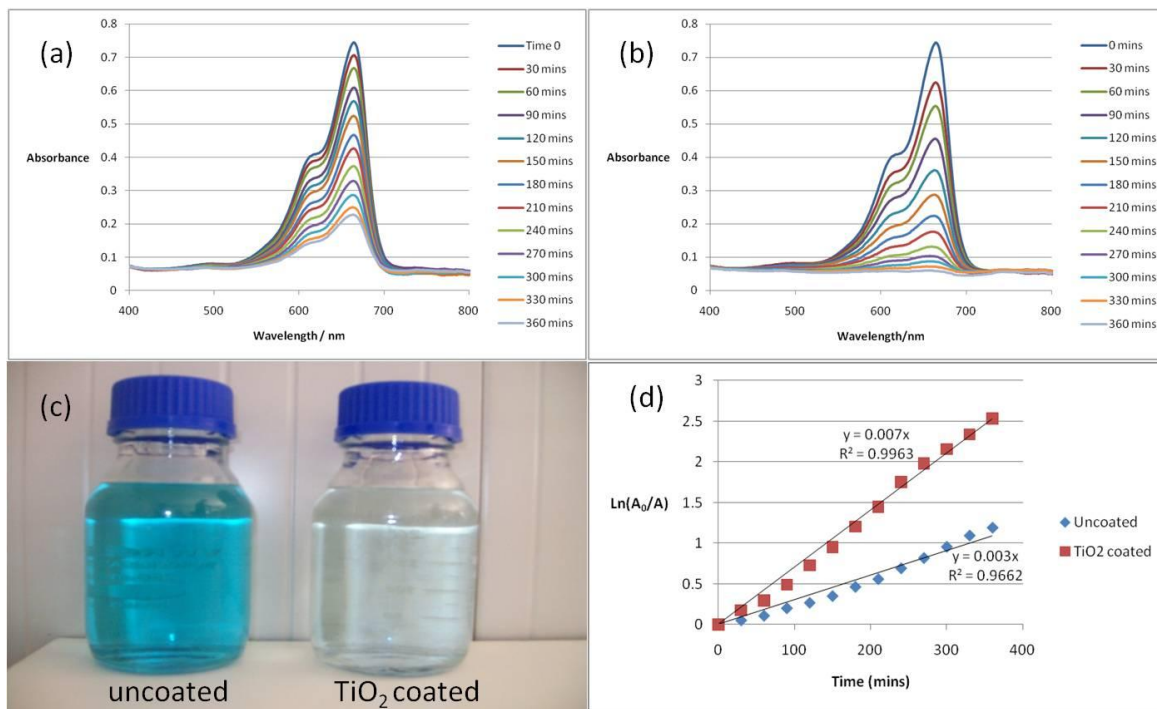 (a)
0.8
0.7
0.6
0.5
0.4
0.3
0.2
0.1
0
Absorbance
400 500 600 700 800
Wavelength / nm
Time 0
30 mins
60 mins
90 mins
120 mins
150 mins
180 mins
210 mins
240 mins
270 mins
300 mins
330 mins
360 mins
(b)
0.8
0.7
0.6
0.5
0.4
0.3
0.2
0.1
0
Absorbance
400 500 600 700 800
Wavelength/nm
0 mins
30 mins
60 mins
90 mins
120 mins
150 mins
180 mins
210 mins
240 mins
270 mins
300 mins
330 mins
360 mins
(c)
uncoated TiO₂ coated
(d)
3
2.5
2
1.5
1
0.5
0
Ln(A₀/A)
y = 0.007x
R² = 0.9963
y = 0.003x
R² = 0.9662
0 100 200 300 400
Time (mins)
Uncoated
TiO2 coated